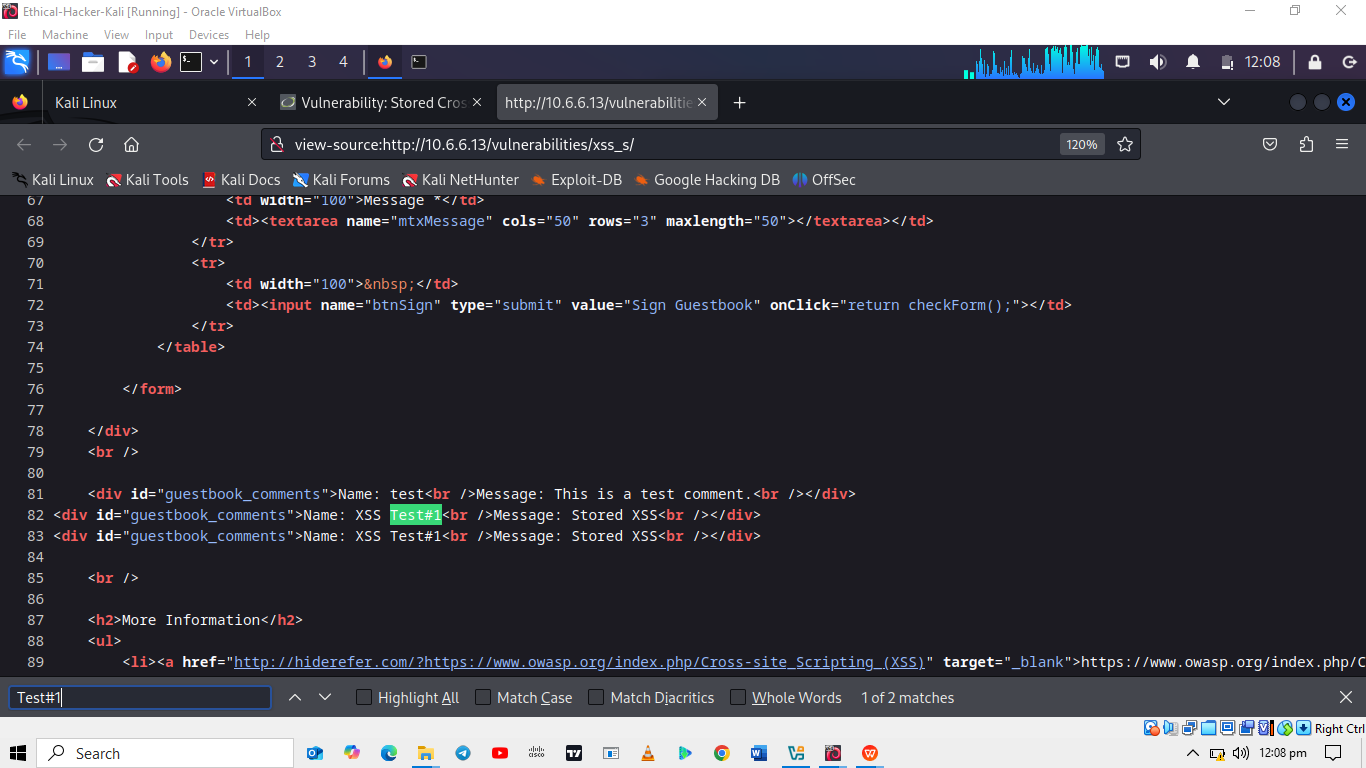 Ethical-Hacker-Kali [Running] - Oracle VirtualBox
File Machine View Input Devices Help
1 2 3 4 12:08
Kali Linux Vulnerability: Stored Cros http://10.6.6.13/vulnerabilitie
view-source:http://10.6.6.13/vulnerabilities/xss_s/ 120%
Kali Linux Kali Tools Kali Docs Kali Forums Kali NetHunter Exploit-DB Google Hacking DB OffSec
67 <td width="100">Message *</td>
68 <td><textarea name="mtxMessage" cols="50" rows="3" maxlength="50"></textarea></td>
69 </tr>
70 <tr>
71 <td width="100">&nbsp;</td>
72 <td><input name="btnSign" type="submit" value="Sign Guestbook" onClick="return checkForm();"></td>
73 </tr>
74 </table>
75
76 </form>
77
78 </div>
79 <br />
80
81 <div id="guestbook_comments">Name: test<br />Message: This is a test comment.<br /></div>
82 <div id="guestbook_comments">Name: XSS Test#1<br />Message: Stored XSS<br /></div>
83 <div id="guestbook_comments">Name: XSS Test#1<br />Message: Stored XSS<br /></div>
84
85 <br />
86
87 <h2>More Information</h2>
88 <ul>
89 <li><a href="http://hiderefer.com/?https://www.owasp.org/index.php/Cross-site_Scripting_(XSS)" target="_blank">https://www.owasp.org/index.php/C
Test#1 Highlight All Match Case Match Diacritics Whole Words 1 of 2 matches
Right Ctrl
Search 12:08 pm